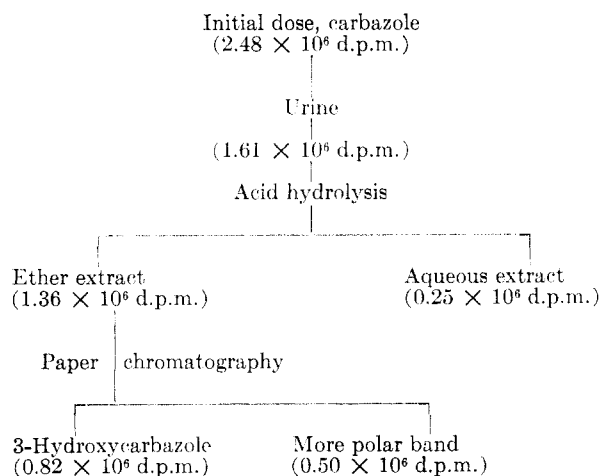 Initial dose, carbazole
(2.48 × 10⁶ d.p.m.)
Urine
(1.61 × 10⁶ d.p.m.)
Acid hydrolysis
Ether extract
(1.36 × 10⁶ d.p.m.)
Aqueous extract
(0.25 × 10⁶ d.p.m.)
Paper chromatography
3-Hydroxycarbazole
(0.82 × 10⁶ d.p.m.)
More polar band
(0.50 × 10⁶ d.p.m.)